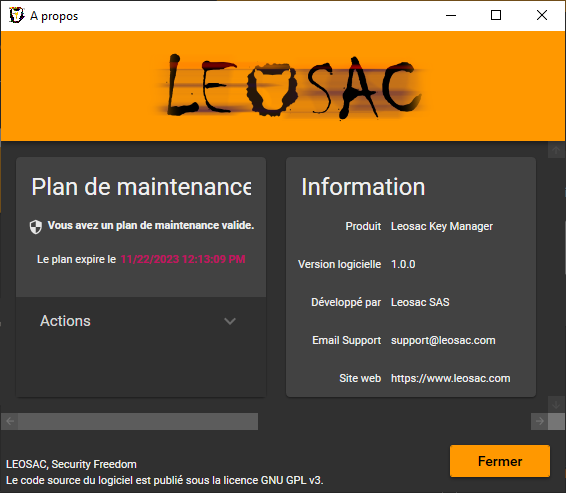 A propos
LEOSAC
Plan de maintenance
Vous avez un plan de maintenance valide.
Le plan expire le 11/22/2023 12:13:09 PM
Actions
Information
Produit Leosac Key Manager
Version logicielle 1.0.0
Développé par Leosac SAS
Email Support support@leosac.com
Site web https://www.leosac.com
LEOSAC, Security Freedom
Le code source du logiciel est publié sous la licence GNU GPL v3.
Fermer